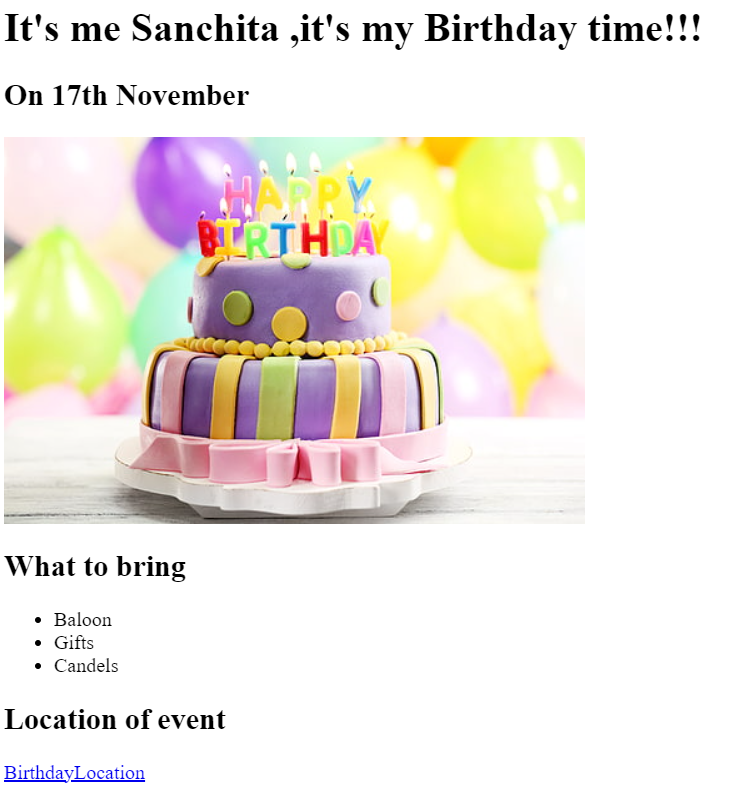 It's me Sanchita ,it's my Birthday time!!!
On 17th November
HAPPY
BIRTHDAY
What to bring
Baloon
Gifts
Candels
Location of event
BirthdayLocation